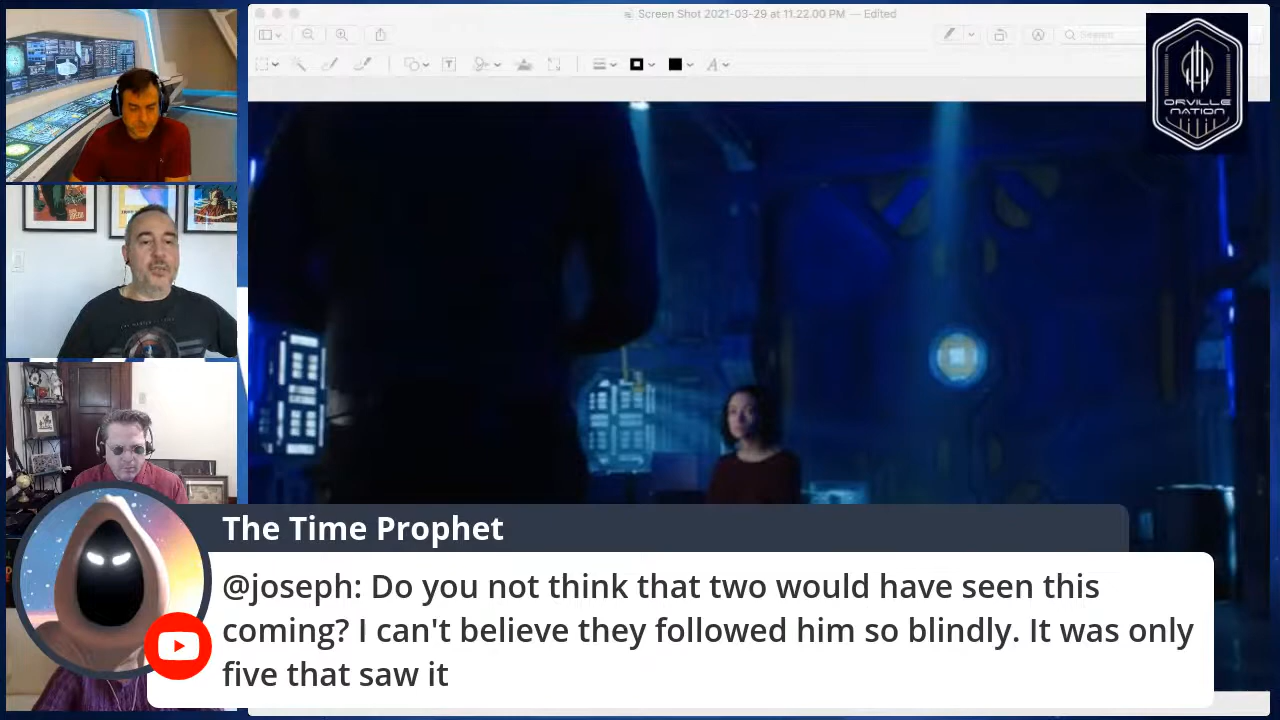 Screen Shot 2021-03-29 at 11.22.00 PM — Edited
Search
ORVILLE
NATION
The Time Prophet
@joseph: Do you not think that two would have seen this
coming? I can't believe they followed him so blindly. It was only
five that saw it